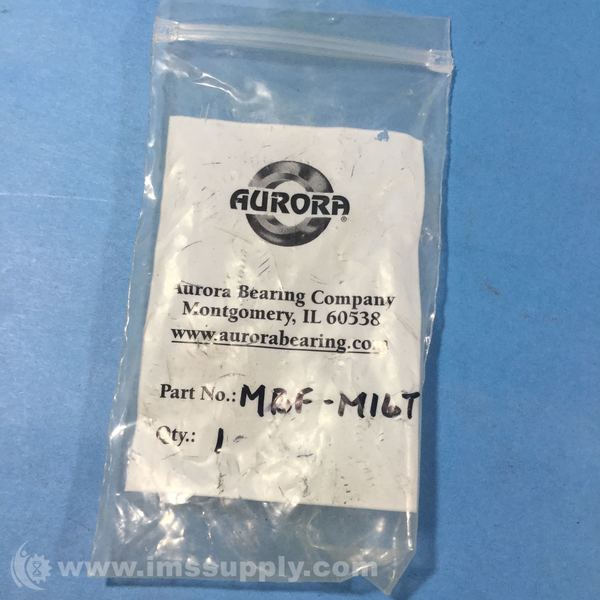 AURORA®
Aurora Bearing Company
Montgomery, IL 60538
www.aurorabearing.com
Part No.: MBF-M16T
Qty.: 1
www.imssupply.com